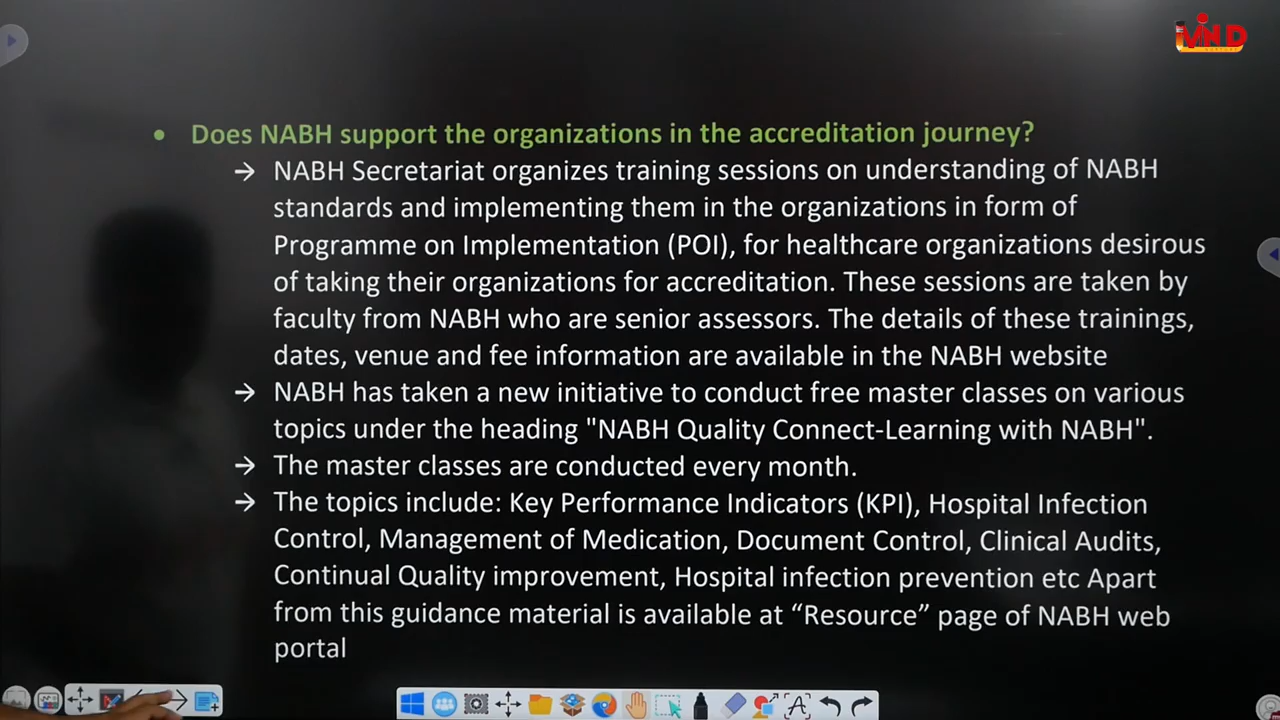 MIND
• Does NABH support the organizations in the accreditation journey?
→ NABH Secretariat organizes training sessions on understanding of NABH
standards and implementing them in the organizations in form of
Programme on Implementation (POI), for healthcare organizations desirous
of taking their organizations for accreditation. These sessions are taken by
faculty from NABH who are senior assessors. The details of these trainings,
dates, venue and fee information are available in the NABH website
→ NABH has taken a new initiative to conduct free master classes on various
topics under the heading "NABH Quality Connect-Learning with NABH".
→ The master classes are conducted every month.
→ The topics include: Key Performance Indicators (KPI), Hospital Infection
Control, Management of Medication, Document Control, Clinical Audits,
Continual Quality improvement, Hospital infection prevention etc Apart
from this guidance material is available at “Resource” page of NABH web
portal